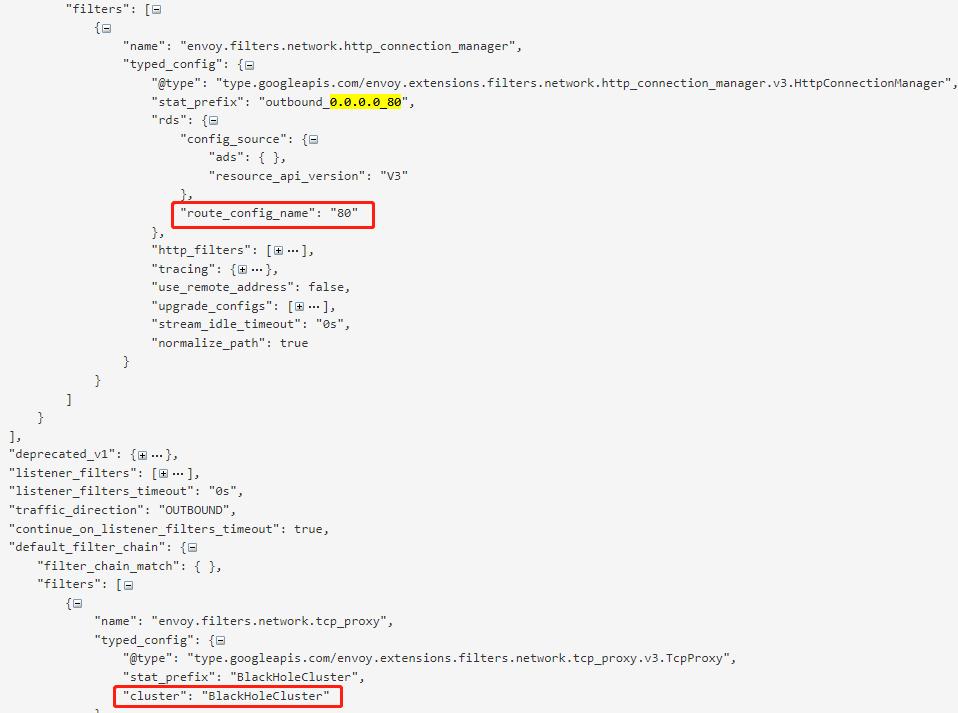 "filters": [
{
"name": "envoy.filters.network.http_connection_manager",
"typed_config": {
"@type": "type.googleapis.com/envoy.extensions.filters.network.http_connection_manager.v3.HttpConnectionManager",
"stat_prefix": "outbound_0.0.0.0_80",
"rds": {
"config_source": {
"ads": { },
"resource_api_version": "V3"
},
"route_config_name": "80"
},
"http_filters": [ ⋯ ],
"tracing": { ⋯ },
"use_remote_address": false,
"upgrade_configs": [ ⋯ ],
"stream_idle_timeout": "0s",
"normalize_path": true
}
}
]
}
],
"deprecated_v1": { ⋯ },
"listener_filters": [ ⋯ ],
"listener_filters_timeout": "0s",
"traffic_direction": "OUTBOUND",
"continue_on_listener_filters_timeout": true,
"default_filter_chain": {
"filter_chain_match": { },
"filters": [
{
"name": "envoy.filters.network.tcp_proxy",
"typed_config": {
"@type": "type.googleapis.com/envoy.extensions.filters.network.tcp_proxy.v3.TcpProxy",
"stat_prefix": "BlackHoleCluster",
"cluster": "BlackHoleCluster"
}